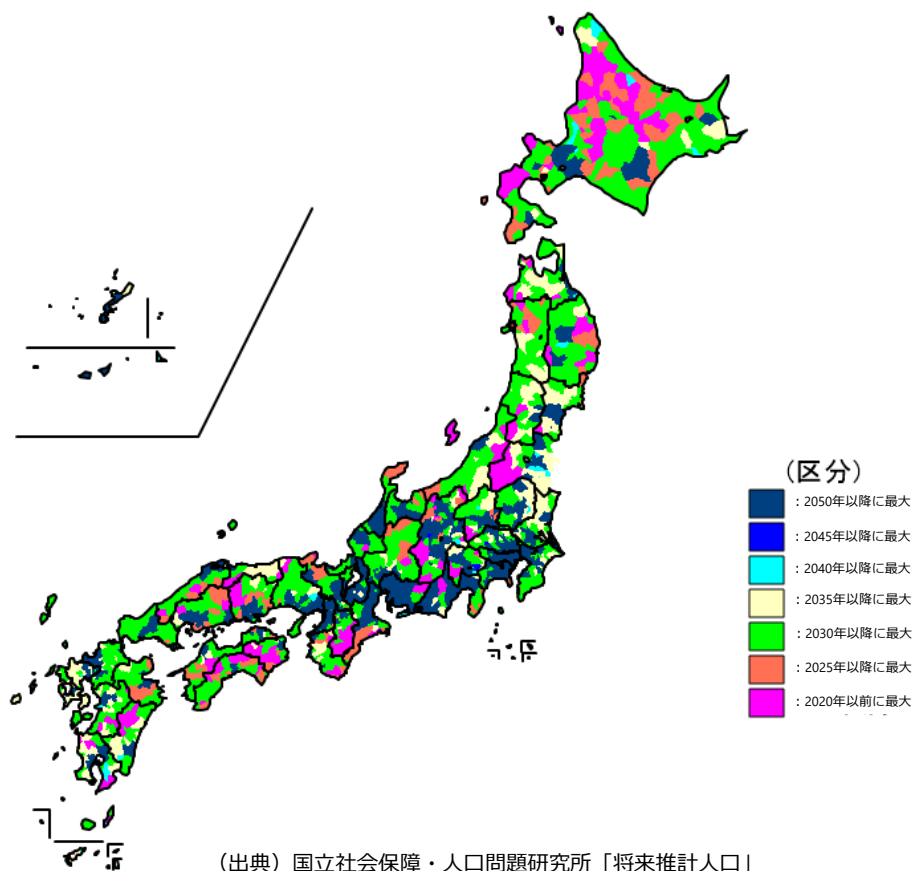 (区分)
：2050年以降に最大
：2045年以降に最大
：2040年以降に最大
：2035年以降に最大
：2030年以降に最大
：2025年以降に最大
：2020年以前に最大
（出典）国立社会保障・人口問題研究所「将来推計人口」